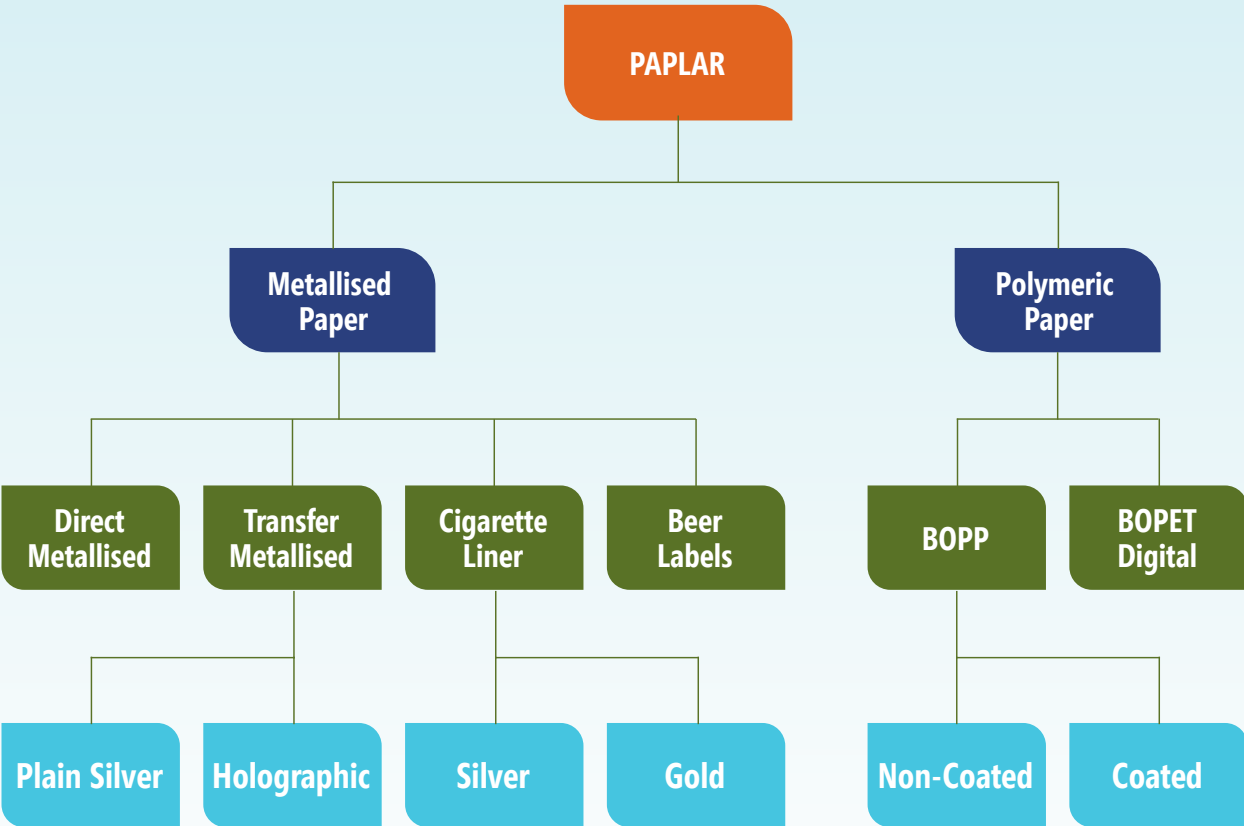 PAPLAR
Metallised
Paper
Polymeric
Paper
Direct
Metallised
Transfer
Metallised
Cigarette
Liner
Beer
Labels
BOPP
BOPET
Digital
Plain Silver
Holographic
Silver
Gold
Non-Coated
Coated